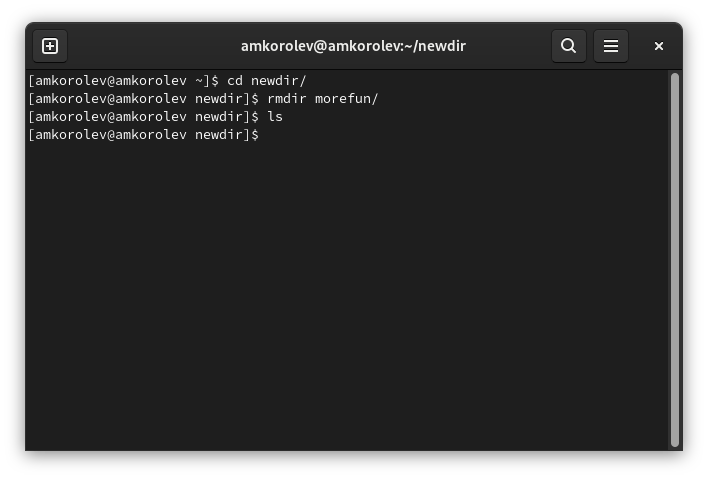 amkorolev@amkorolev:~/newdir
[amkorolev@amkorolev ~]$ cd newdir/
[amkorolev@amkorolev newdir]$ rmdir morefun/
[amkorolev@amkorolev newdir]$ ls
[amkorolev@amkorolev newdir]$